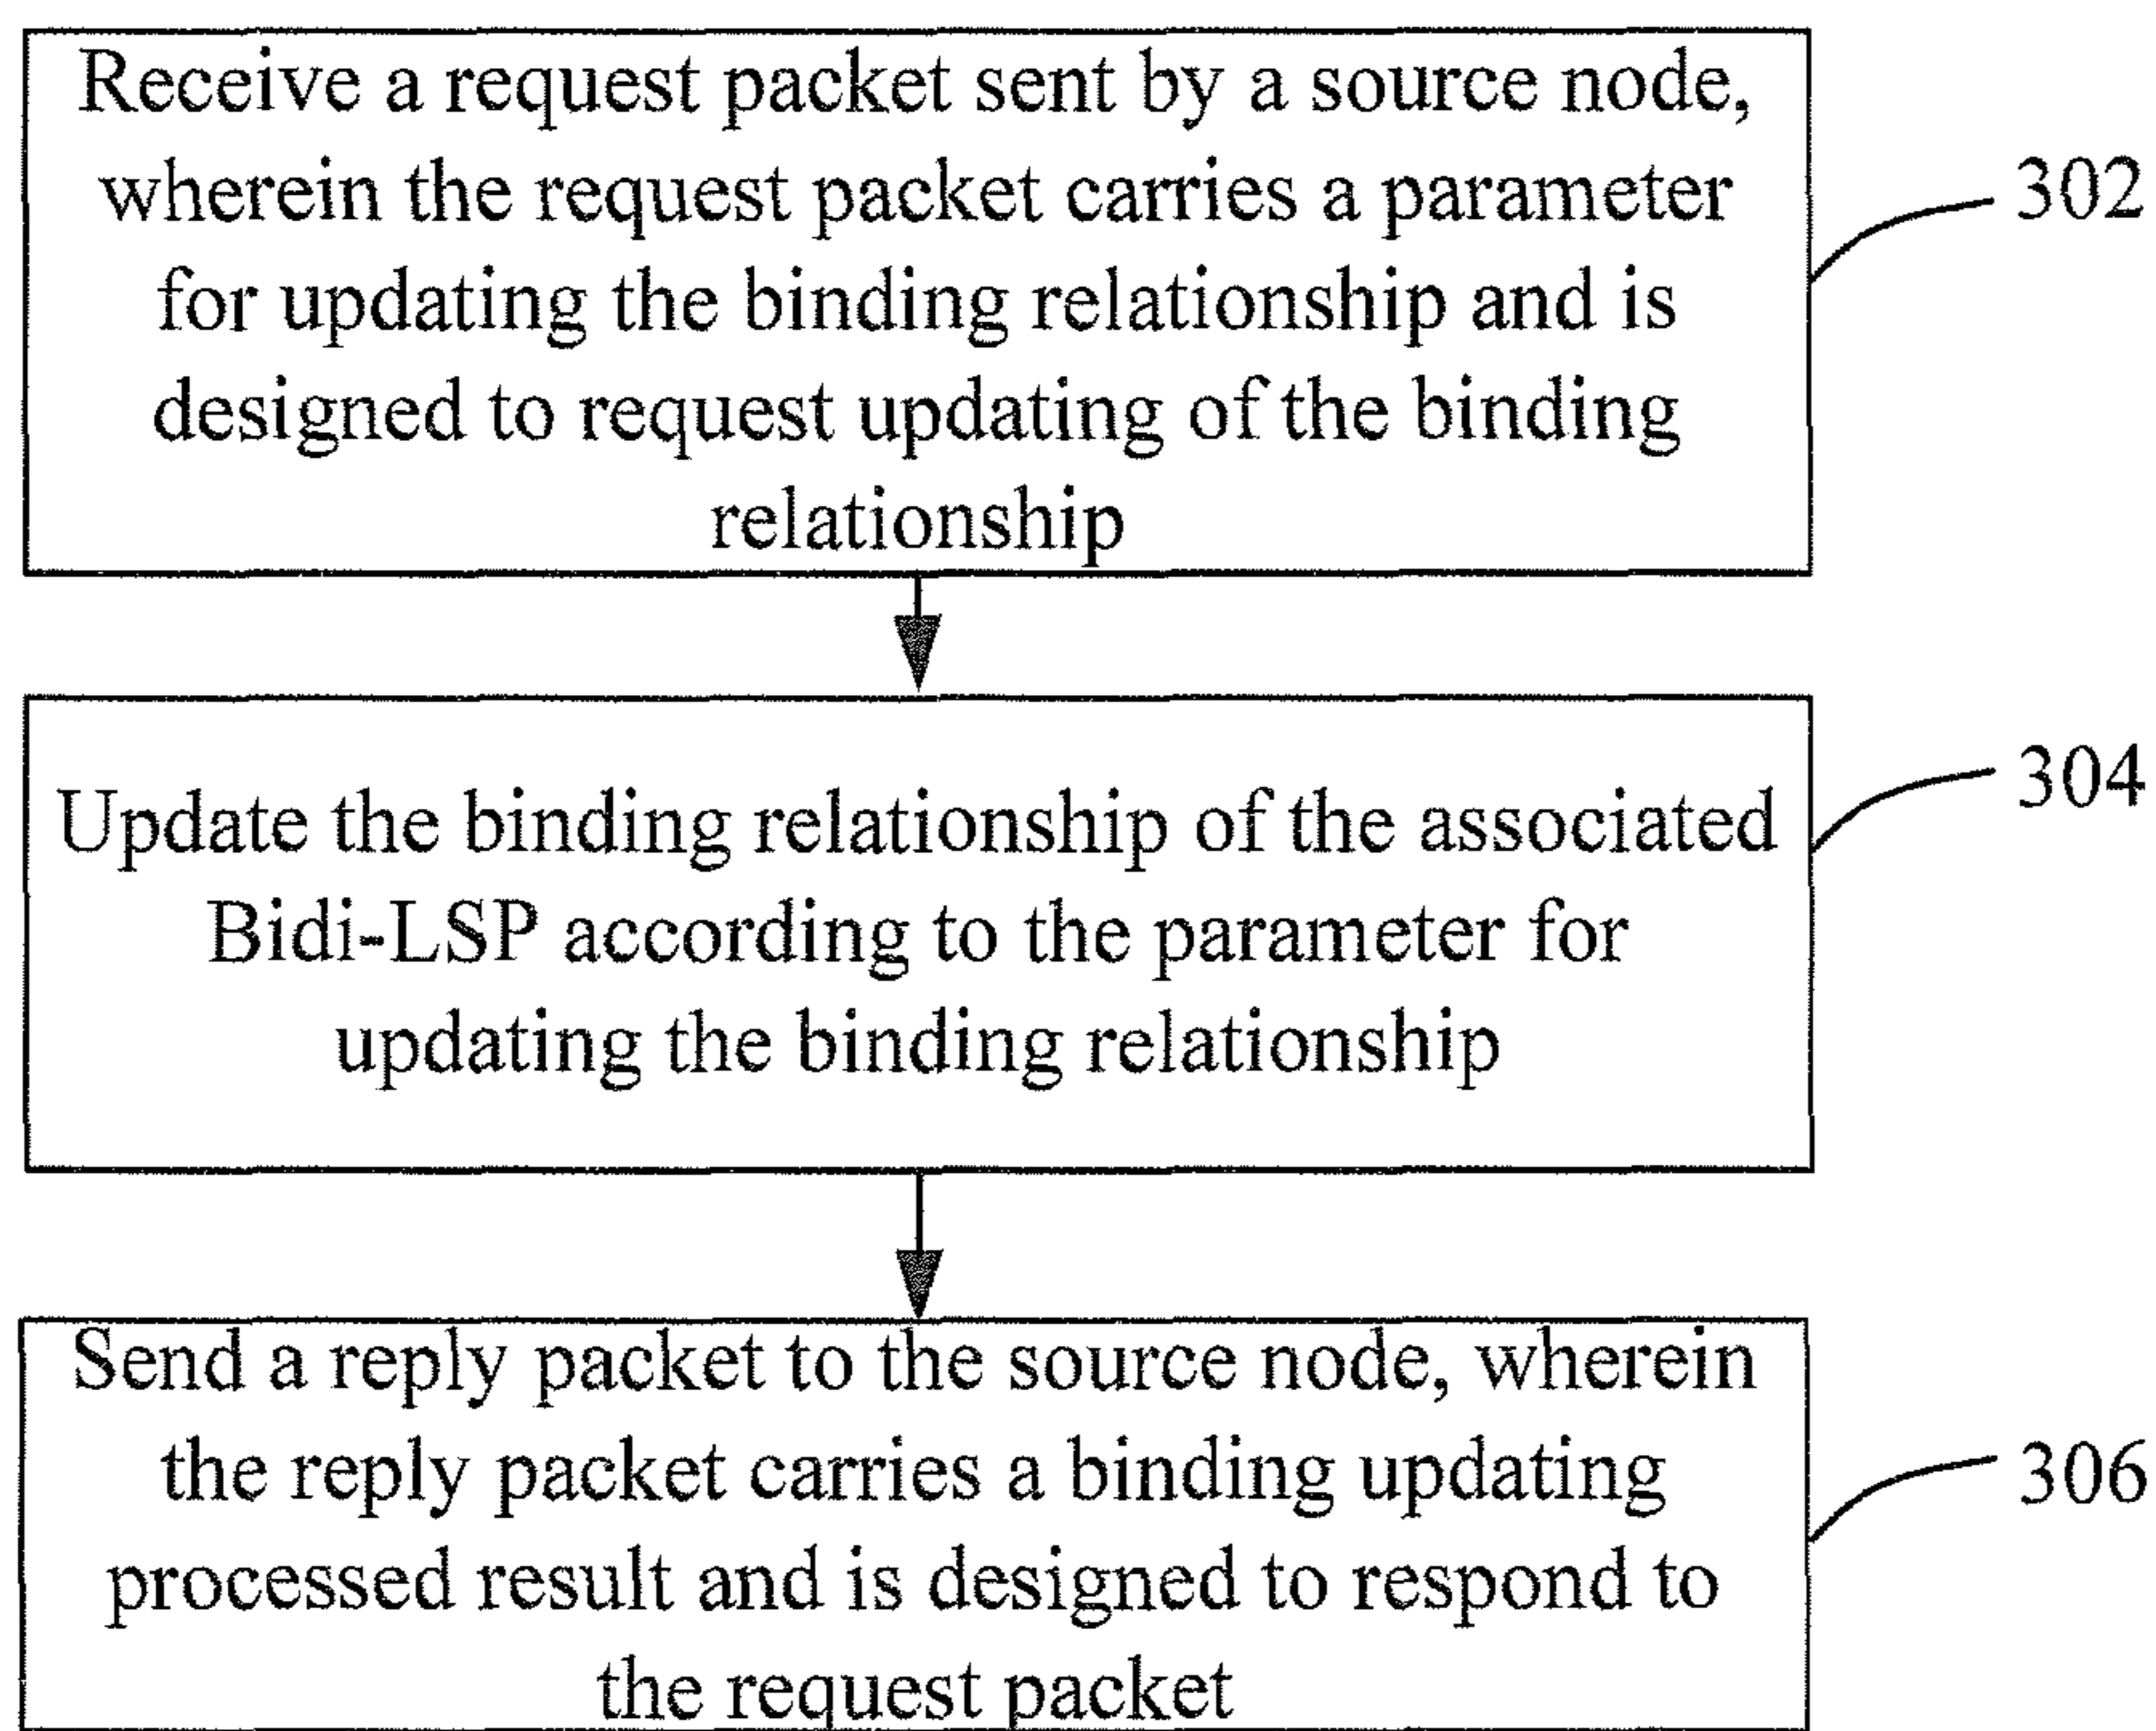 Receive a request packet sent by a source node,
wherein the request packet carries a parameter
for updating the binding relationship and is
designed to request updating of the binding
relationship
302
Update the binding relationship of the associated
Bidi-LSP according to the parameter for
updating the binding relationship
304
Send a reply packet to the source node, wherein
the reply packet carries a binding updating
processed result and is designed to respond to
the request packet
306